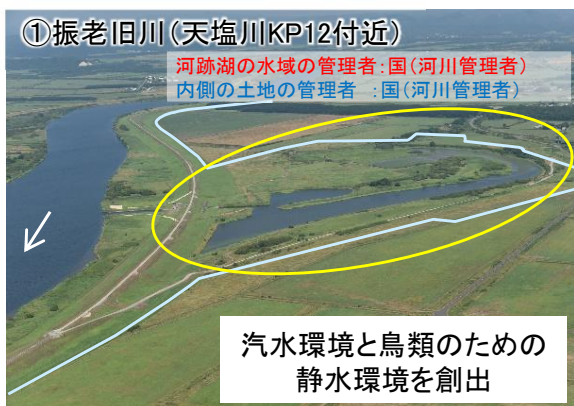 ①振老旧川(天塩川KP12付近)
河跡湖の水域の管理者:国(河川管理者)
内側の土地の管理者 :国(河川管理者)
汽水環境と鳥類のための
静水環境を創出